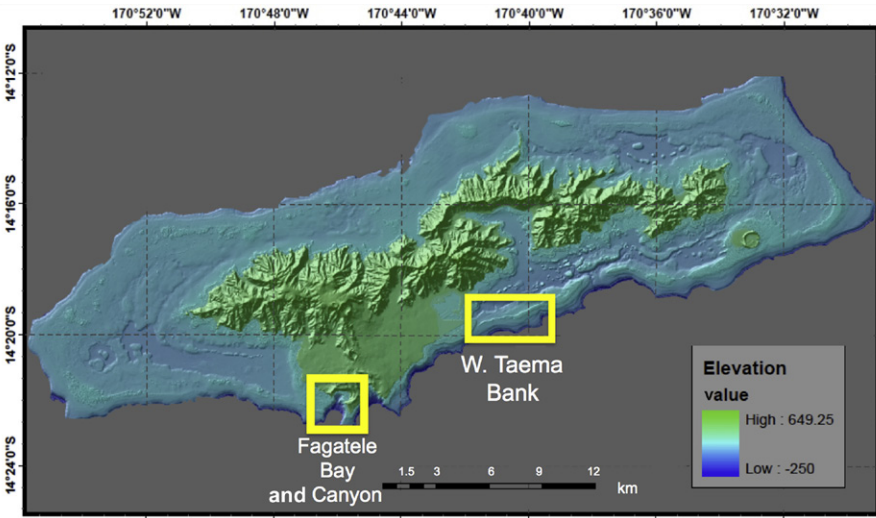 170°52'0"W 170°48'0"W 170°44'0"W 170°40'0"W 170°36'0"W 170°32'0"W
14°12'0"S
14°16'0"S
14°20'0"S
14°24'0"S
W. Taema
Bank
Fagatele
Bay
and Canyon
1.5 3 6 9 12
km
Elevation
value
High : 649.25
Low : -250